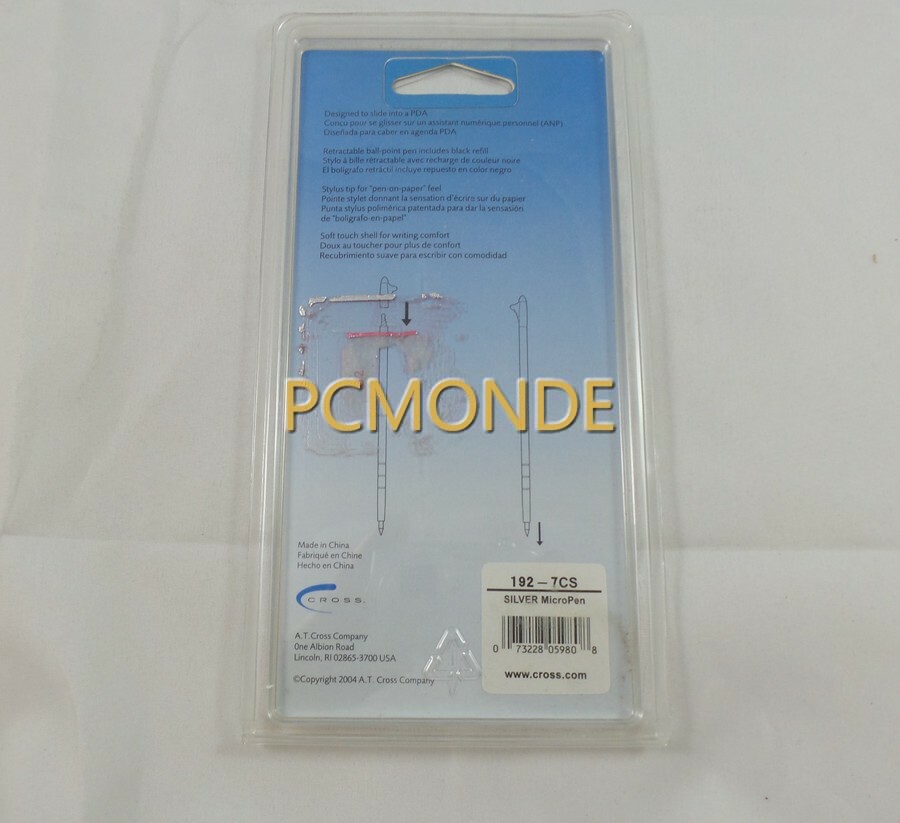 Designed to slide into a PDA
Conçu pour se glisser sur un assistant numérique personnel (ANP)
Diseñada para caber en agenda PDA
Retractable ball-point pen includes black refill
Stylo à bille rétractable avec recharge de couleur noire
El bolígrafo retráctil incluye repuesto en color negro
Stylus tip for "pen-on-paper" feel
Pointe stylet donnant la sensation d'écrire sur du papier
Punta stylus polimérica patentada para dar la sensasión
de "bolígrafo-en-papel"
Soft touch shell for writing comfort
Doux au toucher pour plus de confort
Recubrimiento suave para escribir con comodidad
PCMONDE
Made in China
Fabriqué en Chine
Hecho en China
CROSS.
A.T. Cross Company
One Albion Road
Lincoln, RI 02865-3700 USA
©Copyright 2004 A.T. Cross Company
192 – 7CS
SILVER MicroPen
0 73228 05980 8
www.cross.com